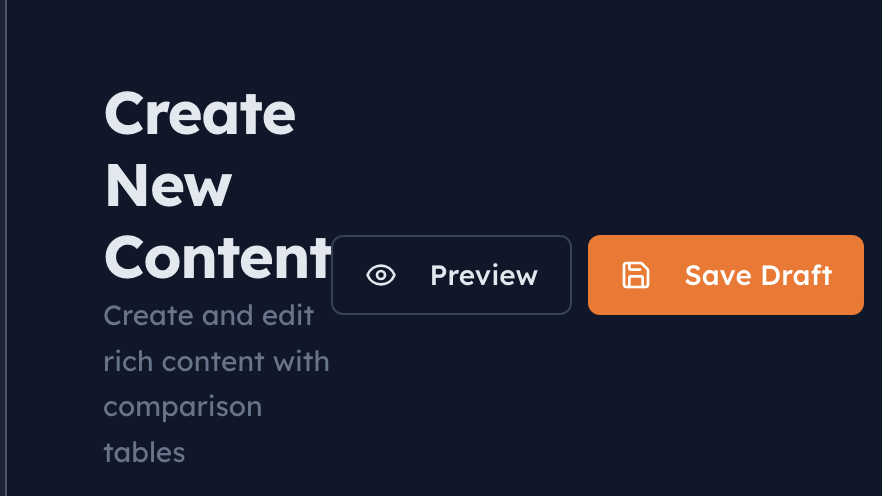 Create
New
Content
Create and edit
rich content with
comparison
tables
Preview
Save Draft